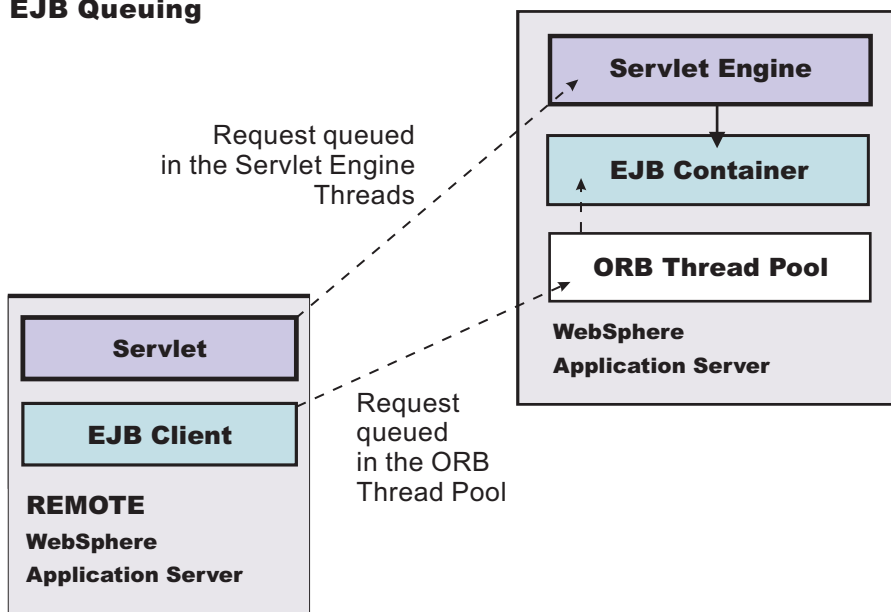 EJB Queuing
Servlet Engine
Request queued
in the Servlet Engine
Threads
EJB Container
ORB Thread Pool
WebSphere
Application Server
Servlet
EJB Client
Request
queued
in the ORB
Thread Pool
REMOTE
WebSphere
Application Server